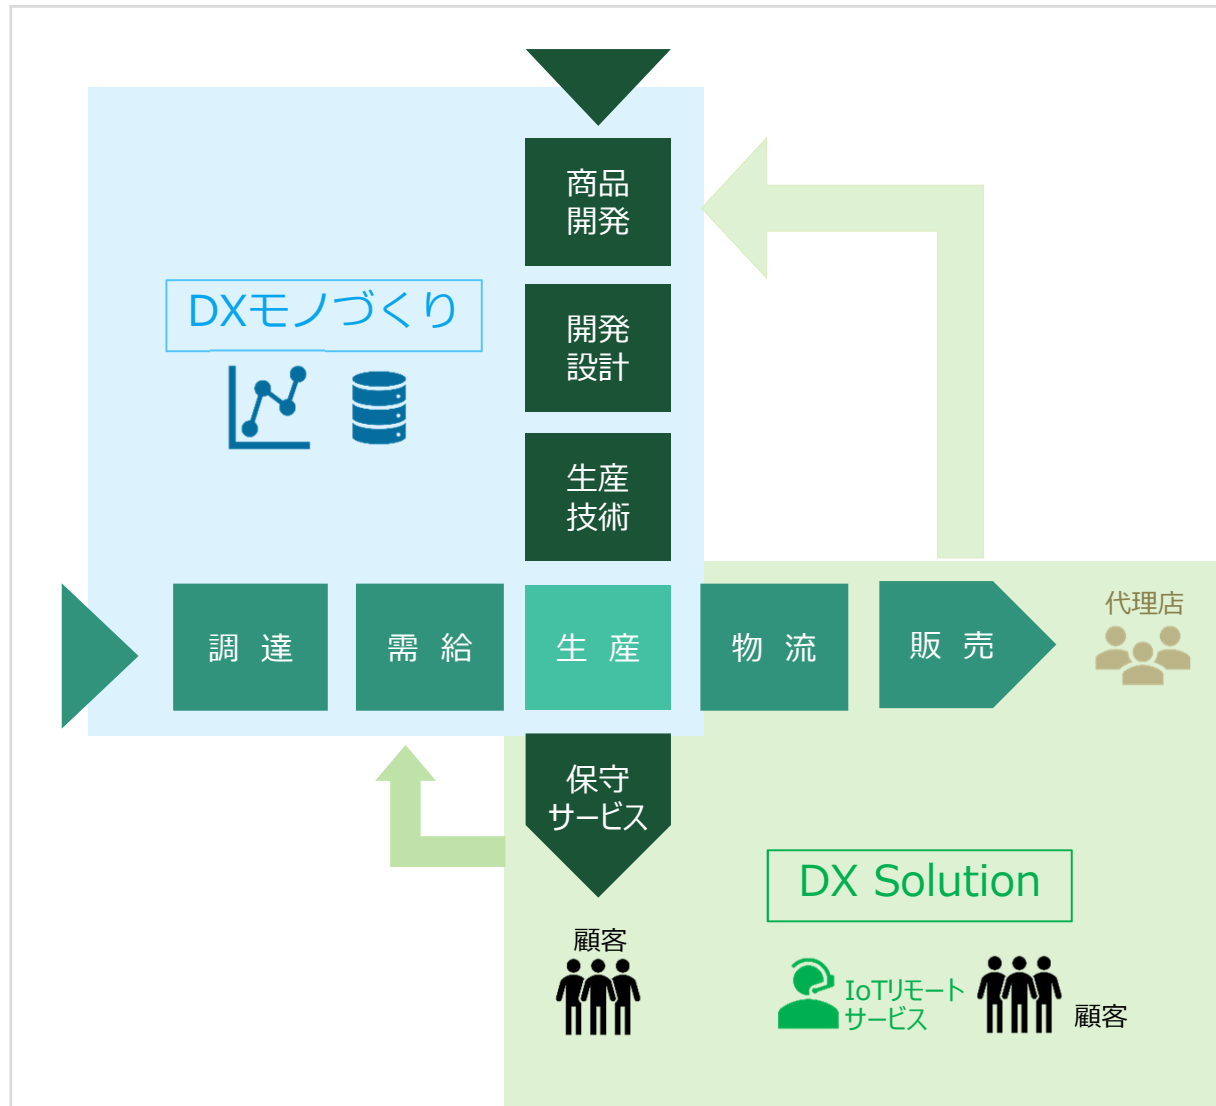 商品
開発
DXモノづくり
開発
設計
生産
技術
調 達
需 給
生 産
物 流
販 売
代理店
保守
サービス
DX Solution
顧客
IoTリモート
サービス
顧客